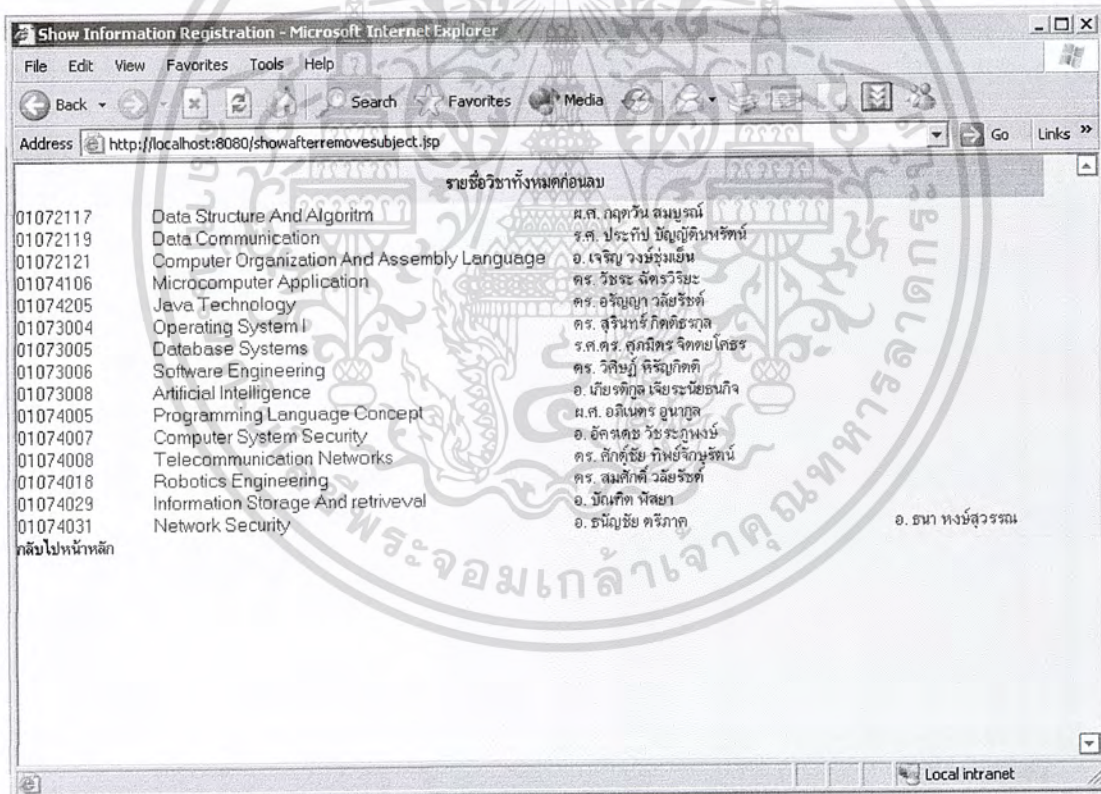 Show Information Registration - Microsoft Internet Explorer
File Edit View Favorites Tools Help
Back Search Favorites Media
Address http://localhost:8080/showafterremovesubject.jsp Go Links »
รายชื่อวิชาทั้งหมดก่อนลบ
01072117 Data Structure And Algoritm ผ.ศ. กฤตวัน สมบูรณ์
01072119 Data Communication ร.ศ. ประทีป บัญญัตินพรัตน์
01072121 Computer Organization And Assembly Language อ. เจริญ วงษ์ชุ่มเย็น
01074106 Microcomputer Application ดร. วัชระ ฉัตรวิริยะ
01074205 Java Technology ดร. อรัญญา วลัยรัชต์
01073004 Operating System I ดร. สุรินทร์ กิตติธรกุล
01073005 Database Systems ร.ศ.ดร. ศุภมิตร จิตตะยโศธร
01073006 Software Engineering ดร. วิศิษฏ์ หิรัญกิตติ
01073008 Artificial Intelligence อ. เกียรติกูล เจียรนัยธนกิจ
01074005 Programming Language Concept ผ.ศ. อภิเนตร อูนากูล
01074007 Computer System Security อ. อัครเดช วัชระภูพงษ์
01074008 Telecommunication Networks ดร. ศักดิ์ชัย ทิพย์จักษุรัตน์
01074018 Robotics Engineering ดร. สมศักดิ์ วลัยรัชต์
01074029 Information Storage And retriveval อ. บัณฑิต พัสยา
01074031 Network Security อ. ธนัญชัย ตรีภาค อ. ธนา หงษ์สุวรรณ
กลับไปหน้าหลัก
Local intranet